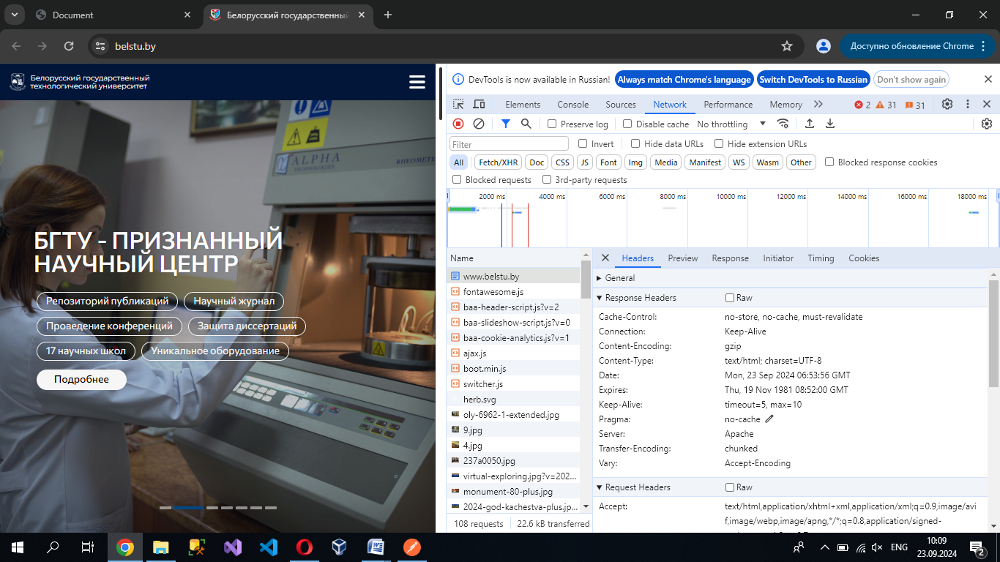 Document
Белорусский государственный
belstu.by
Доступно обновление Chrome
Белорусский государственный
технологический университет
ALPHA
TECHNOLOGIES
RHEOMETE
БГТУ - ПРИЗНАННЫЙ
НАУЧНЫЙ ЦЕНТР
Репозиторий публикаций Научный журнал
Проведение конференций Защита диссертаций
17 научных школ Уникальное оборудование
Подробнее
DevTools is now available in Russian! Always match Chrome's language Switch DevTools to Russian Don't show again
Elements Console Sources Network Performance Memory 2 31 31
Preserve log Disable cache No throttling
Filter Invert Hide data URLs Hide extension URLs
All Fetch/XHR Doc CSS JS Font Img Media Manifest WS Wasm Other Blocked response cookies
Blocked requests 3rd-party requests
2000 ms 4000 ms 6000 ms 8000 ms 10000 ms 12000 ms 14000 ms 16000 ms 18000 ms
Name
www.belstu.by
fontawesome.js
baa-header-script.js?v=2
baa-slideshow-script.js?v=0
baa-cookie-analytics.js?v=1
ajax.js
boot.min.js
switcher.js
herb.svg
oly-6962-1-extended.jpg
9.jpg
4.jpg
237a0050.jpg
virtual-exploring.jpg?v=202...
monument-80-plus.jpg
2024-god-kachestva-plus.jp...
108 requests 22.6 kB transferred
Headers Preview Response Initiator Timing Cookies
General
Response Headers Raw
Cache-Control: no-store, no-cache, must-revalidate
Connection: Keep-Alive
Content-Encoding: gzip
Content-Type: text/html; charset=UTF-8
Date: Mon, 23 Sep 2024 06:53:56 GMT
Expires: Thu, 19 Nov 1981 08:52:00 GMT
Keep-Alive: timeout=5, max=10
Pragma: no-cache
Server: Apache
Transfer-Encoding: chunked
Vary: Accept-Encoding
Request Headers Raw
Accept: text/html,application/xhtml+xml,application/xml;q=0.9,image/avi
f,image/webp,image/apng,*/*;q=0.8,application/signed-
ENG
10:09
23.09.2024
2